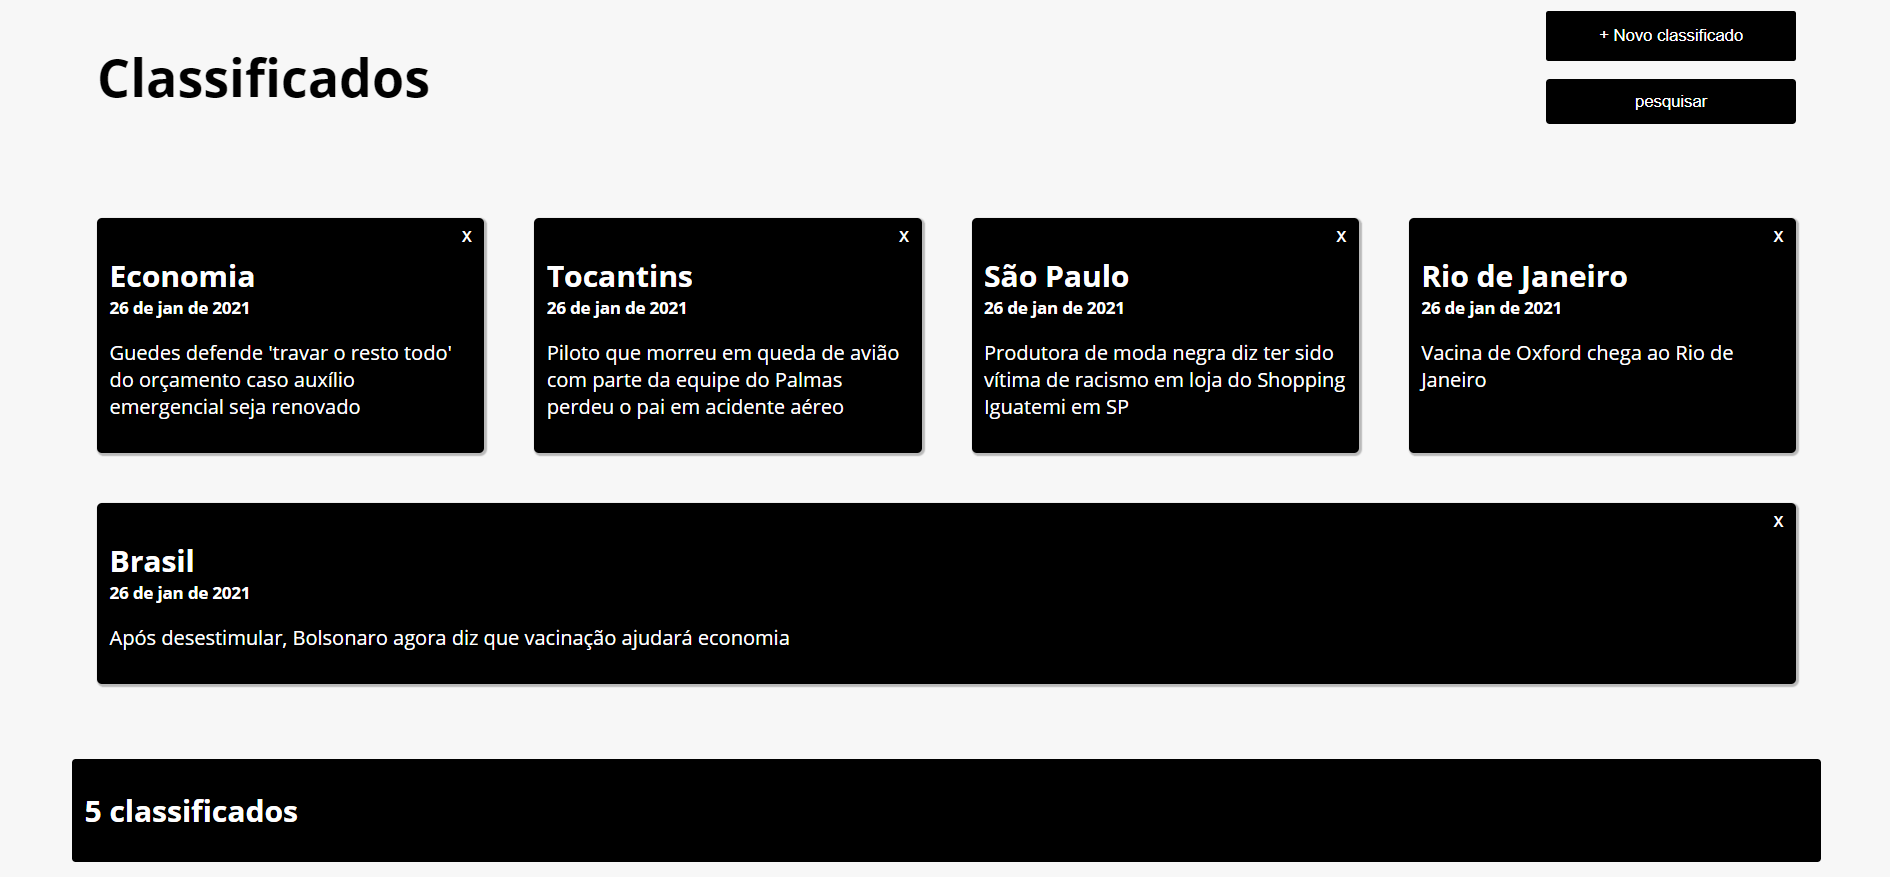 Classificados
+ Novo classificado
pesquisar
X
Economia
26 de jan de 2021
Guedes defende 'travar o resto todo'
do orçamento caso auxílio
emergencial seja renovado
X
Tocantins
26 de jan de 2021
Piloto que morreu em queda de avião
com parte da equipe do Palmas
perdeu o pai em acidente aéreo
X
São Paulo
26 de jan de 2021
Produtora de moda negra diz ter sido
vítima de racismo em loja do Shopping
Iguatemi em SP
X
Rio de Janeiro
26 de jan de 2021
Vacina de Oxford chega ao Rio de
Janeiro
X
Brasil
26 de jan de 2021
Após desestimular, Bolsonaro agora diz que vacinação ajudará economia
5 classificados